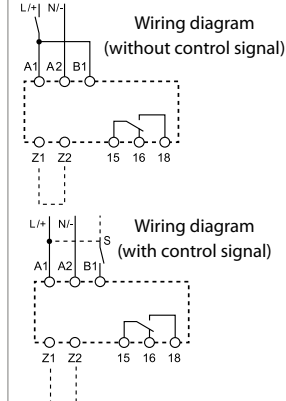 L/+ N/-
Wiring diagram
(without control signal)
A1 A2 B1
Z1 Z2 15 16 18
L/+ N/-
Wiring diagram
S
(with control signal)
A1 A2 B1
Z1 Z2 15 16 18